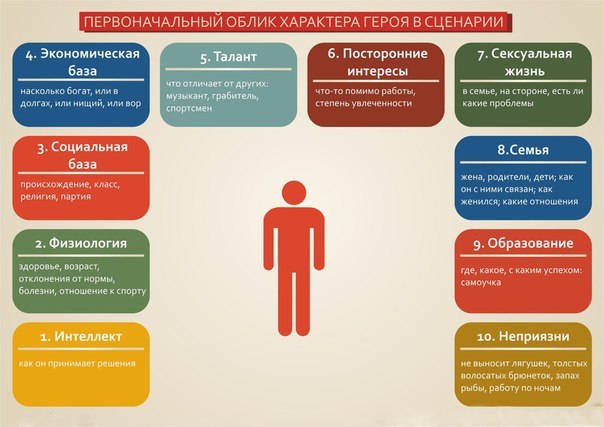 ПЕРВОНАЧАЛЬНЫЙ ОБЛИК ХАРАКТЕРА ГЕРОЯ В СЦЕНАРИИ
4. Экономическая
база
насколько богат, или в
долгах, или нищий, или вор
5. Талант
что отличает от других:
музыкант, грабитель,
спортсмен
6. Посторонние
интересы
что-то помимо работы,
степень увлеченности
7. Сексуальная
жизнь
в семье, на стороне, есть ли
какие проблемы
3. Социальная
база
происхождение, класс,
религия, партия
8.Семья
жена, родители, дети; как
он с ними связан; как
женился; какие отношения
2. Физиология
здоровье, возраст,
отклонения от нормы,
болезни, отношение к спорту
9. Образование
где, какое, с каким успехом:
самоучка
1. Интеллект
как он принимает решения
10. Неприязни
не выносит лягушек, толстых
волосатых брюнеток, запах
рыбы, работу по ночам